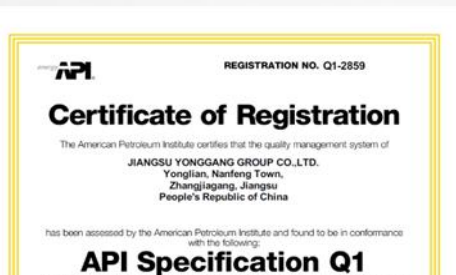 energy API.
REGISTRATION NO. Q1-2859
Certificate of Registration
The American Petroleum Institute certifies that the quality management system of
JIANGSU YONGGANG GROUP CO.,LTD.
Yonglian, Nanfeng Town,
Zhangjiagang, Jiangsu
People's Republic of China
has been assessed by the American Petroleum Institute and found to be in conformance
with the following:
API Specification Q1